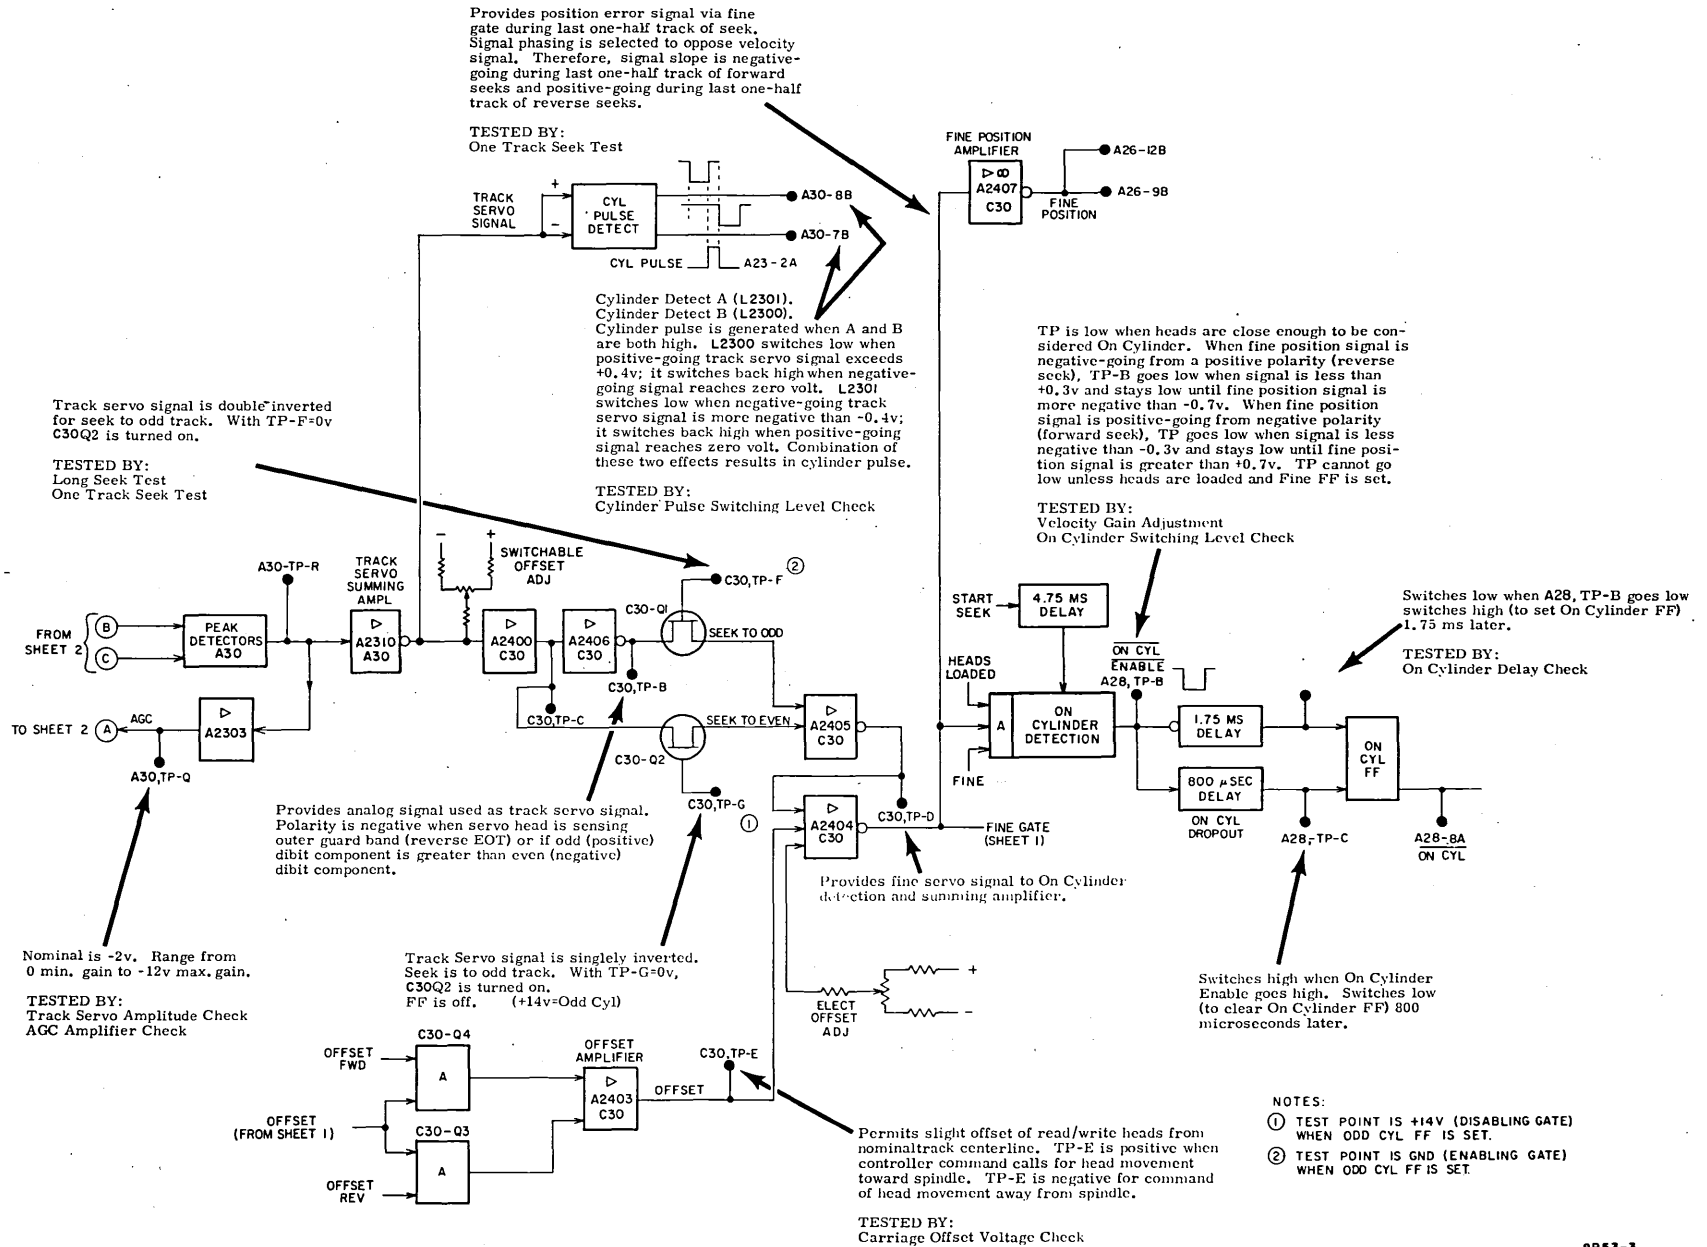 Provides position error signal via fine
gate during last one-half track of seek.
Signal phasing is selected to oppose velocity
signal. Therefore, signal slope is negative-
going during last one-half track of forward
seeks and positive-going during last one-half
track of reverse seeks.
TESTED BY:
One Track Seek Test
FINE POSITION
AMPLIFIER
▷∞
A2407
C30
A26-12B
A26-9B
FINE
POSITION
TRACK
SERVO
SIGNAL
+
-
CYL
PULSE
DETECT
A30-8B
A30-7B
CYL PULSE
A23-2A
Cylinder Detect A (L2301).
Cylinder Detect B (L2300).
Cylinder pulse is generated when A and B
are both high. L2300 switches low when
positive-going track servo signal exceeds
+0.4v; it switches back high when negative-
going signal reaches zero volt. L2301
switches low when negative-going track
servo signal is more negative than -0.4v;
it switches back high when positive-going
signal reaches zero volt. Combination of
these two effects results in cylinder pulse.
TESTED BY:
Cylinder Pulse Switching Level Check
TP is low when heads are close enough to be con-
sidered On Cylinder. When fine position signal is
negative-going from a positive polarity (reverse
seek), TP-B goes low when signal is less than
+0.3v and stays low until fine position signal is
more negative than -0.7v. When fine position
signal is positive-going from negative polarity
(forward seek), TP goes low when signal is less
negative than -0.3v and stays low until fine posi-
tion signal is greater than +0.7v. TP cannot go
low unless heads are loaded and Fine FF is set.
TESTED BY:
Velocity Gain Adjustment
On Cylinder Switching Level Check
Track servo signal is double inverted
for seek to odd track. With TP-F=0v
C30Q2 is turned on.
TESTED BY:
Long Seek Test
One Track Seek Test
A30-TP-R
TRACK
SERVO
SUMMING
AMPL
- +
SWITCHABLE
OFFSET
ADJ
C30,TP-F
2
FROM
SHEET 2
B
C
PEAK
DETECTORS
A30
▷
A2310
A30
▷
A2400
C30
▷
A2406
C30
C30-Q1
SEEK TO ODD
C30,TP-B
C30,TP-C
SEEK TO EVEN
C30-Q2
▷
A2405
C30
TO SHEET 2
A
AGC
▷
A2303
A30,TP-Q
C30,TP-G
1
▷
A2404
C30
C30,TP-D
FINE GATE
(SHEET 1)
START
SEEK
4.75 MS
DELAY
HEADS
LOADED
A
ON
CYLINDER
DETECTION
FINE
ON CYL
ENABLE
A28, TP-B
1.75 MS
DELAY
800 μSEC
DELAY
ON CYL
DROPOUT
ON
CYL
FF
A28-TP-C
A28-8A
ON CYL
Switches low when A28, TP-B goes low
switches high (to set On Cylinder FF)
1.75 ms later.
TESTED BY:
On Cylinder Delay Check
Provides analog signal used as track servo signal.
Polarity is negative when servo head is sensing
outer guard band (reverse EOT) or if odd (positive)
dibit component is greater than even (negative)
dibit component.
Provides fine servo signal to On Cylinder
detection and summing amplifier.
Nominal is -2v. Range from
0 min. gain to -12v max. gain.
TESTED BY:
Track Servo Amplitude Check
AGC Amplifier Check
Track Servo signal is singlely inverted.
Seek is to odd track. With TP-G=0v,
C30Q2 is turned on.
FF is off. (+14v=Odd Cyl)
ELECT
OFFSET
ADJ
+
-
Switches high when On Cylinder
Enable goes high. Switches low
(to clear On Cylinder FF) 800
microseconds later.
OFFSET
FWD
C30-Q4
A
OFFSET
(FROM SHEET 1)
C30-Q3
A
OFFSET
REV
OFFSET
AMPLIFIER
▷
A2403
C30
OFFSET
C30,TP-E
Permits slight offset of read/write heads from
nominaltrack centerline. TP-E is positive when
controller command calls for head movement
toward spindle. TP-E is negative for command
of head movement away from spindle.
TESTED BY:
Carriage Offset Voltage Check
NOTES:
1 TEST POINT IS +14V (DISABLING GATE)
WHEN ODD CYL FF IS SET.
2 TEST POINT IS GND (ENABLING GATE)
WHEN ODD CYL FF IS SET.